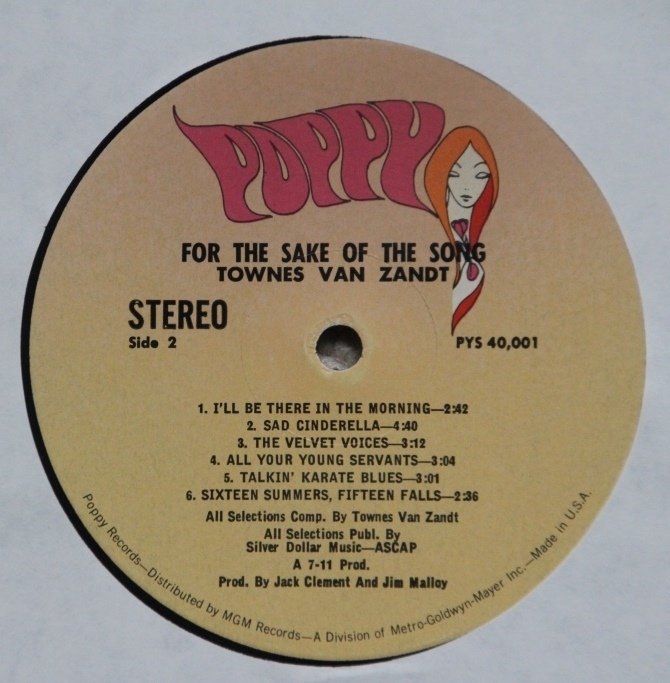 POPPY
FOR THE SAKE OF THE SONG
TOWNES VAN ZANDT
STEREO
Side 2
PYS 40,001
1. I'LL BE THERE IN THE MORNING—2:42
2. SAD CINDERELLA—4:40
3. THE VELVET VOICES—3:12
4. ALL YOUR YOUNG SERVANTS—3:04
5. TALKIN' KARATE BLUES—3:01
6. SIXTEEN SUMMERS, FIFTEEN FALLS—2:36
All Selections Comp. By Townes Van Zandt
All Selections Publ. By
Silver Dollar Music—ASCAP
A 7-11 Prod.
Prod. By Jack Clement And Jim Malloy
Poppy Records—Distributed by MGM Records—A Division of Metro-Goldwyn-Mayer Inc.—Made in U.S.A.